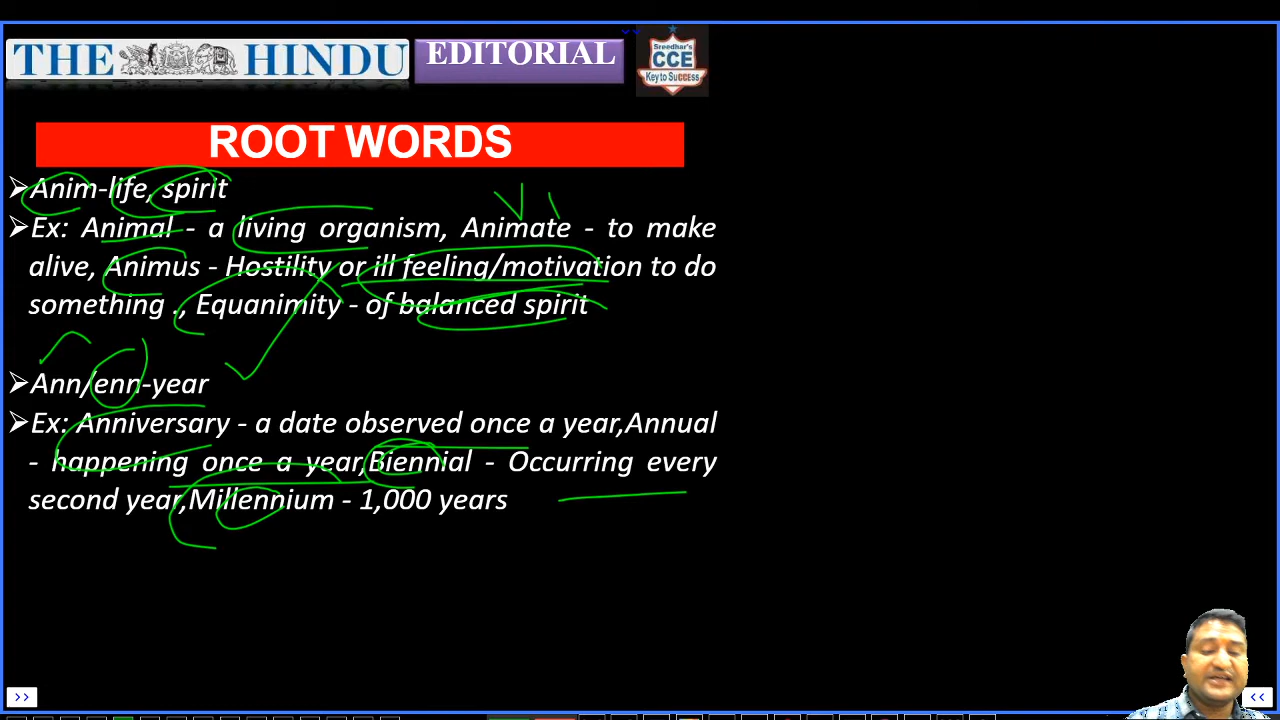 THE HINDU EDITORIAL
Sreedhar's
CCE
Key to Success
ROOT WORDS
➢Anim-life, spirit
➢Ex: Animal - a living organism, Animate - to make
alive, Animus - Hostility or ill feeling/motivation to do
something ., Equanimity - of balanced spirit
➢Ann/enn-year
➢Ex: Anniversary - a date observed once a year,Annual
- happening once a year,Biennial - Occurring every
second year,Millennium - 1,000 years
>>
<<